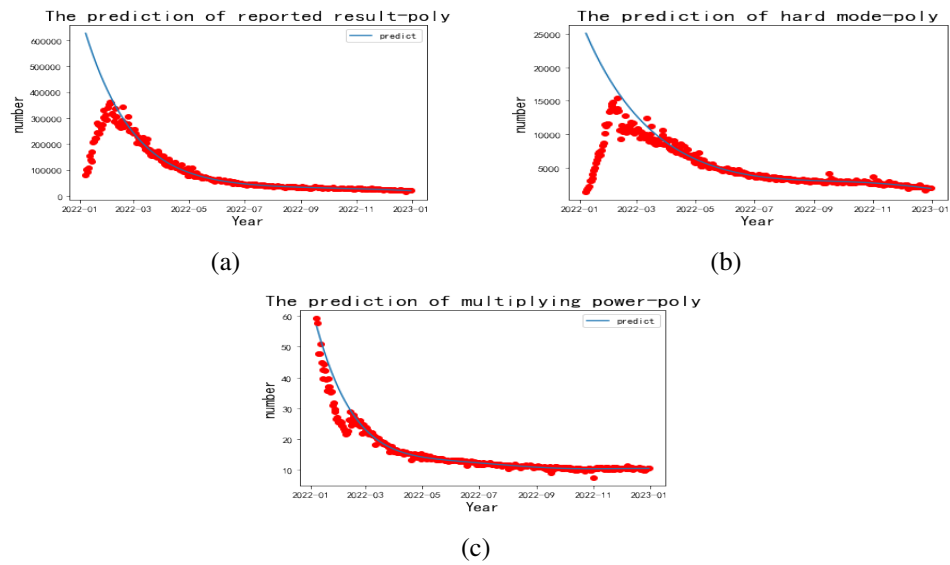 The prediction of reported result-poly
predict
number
600000
500000
400000
300000
200000
100000
0
2022-01 2022-03 2022-05 2022-07 2022-09 2022-11 2023-01
Year
(a)
The prediction of hard mode-poly
predict
number
25000
20000
15000
10000
5000
2022-01 2022-03 2022-05 2022-07 2022-09 2022-11 2023-01
Year
(b)
The prediction of multiplying power-poly
predict
number
60
50
40
30
20
10
2022-01 2022-03 2022-05 2022-07 2022-09 2022-11 2023-01
Year
(c)